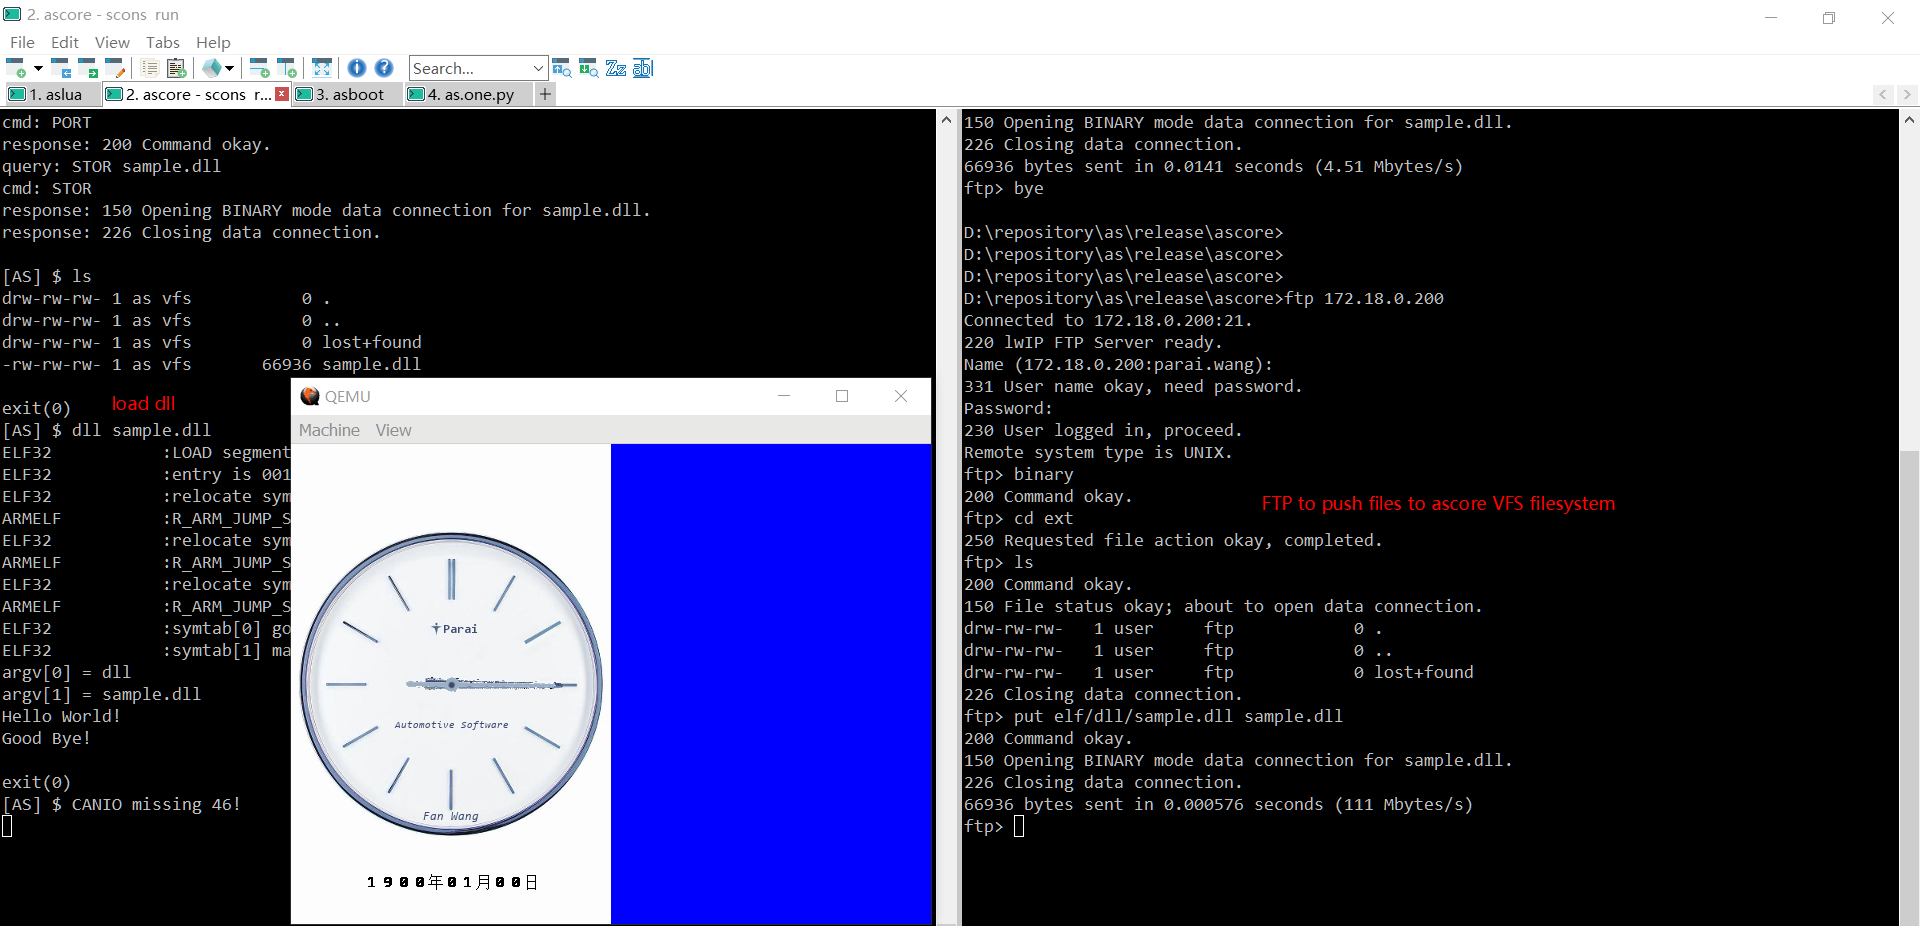 2. ascore - scons  run
File Edit View Tabs Help
Search...
1. aslua
2. ascore - scons  r...
3. asboot
4. as.one.py
cmd: PORT
response: 200 Command okay.
query: STOR sample.dll
cmd: STOR
response: 150 Opening BINARY mode data connection for sample.dll.
response: 226 Closing data connection.
[AS] $ ls
drw-rw-rw- 1 as vfs           0 .
drw-rw-rw- 1 as vfs           0 ..
drw-rw-rw- 1 as vfs           0 lost+found
-rw-rw-rw- 1 as vfs       66936 sample.dll
exit(0)
load dll
[AS] $ dll sample.dll
ELF32           :LOAD segment
ELF32           :entry is 001
ELF32           :relocate sym
ARMELF          :R_ARM_JUMP_S
ELF32           :relocate sym
ARMELF          :R_ARM_JUMP_S
ELF32           :relocate sym
ARMELF          :R_ARM_JUMP_S
ELF32           :symtab[0] go
ELF32           :symtab[1] ma
argv[0] = dll
argv[1] = sample.dll
Hello World!
Good Bye!
exit(0)
[AS] $ CANIO missing 46!
QEMU
Machine View
Parai
Automotive Software
Fan Wang
1900年01月00日
150 Opening BINARY mode data connection for sample.dll.
226 Closing data connection.
66936 bytes sent in 0.0141 seconds (4.51 Mbytes/s)
ftp> bye
D:\repository\as\release\ascore>
D:\repository\as\release\ascore>
D:\repository\as\release\ascore>
D:\repository\as\release\ascore>ftp 172.18.0.200
Connected to 172.18.0.200:21.
220 lwIP FTP Server ready.
Name (172.18.0.200:parai.wang):
331 User name okay, need password.
Password:
230 User logged in, proceed.
Remote system type is UNIX.
ftp> binary
200 Command okay.
FTP to push files to ascore VFS filesystem
ftp> cd ext
250 Requested file action okay, completed.
ftp> ls
200 Command okay.
150 File status okay; about to open data connection.
drw-rw-rw-   1 user     ftp            0 .
drw-rw-rw-   1 user     ftp            0 ..
drw-rw-rw-   1 user     ftp            0 lost+found
226 Closing data connection.
ftp> put elf/dll/sample.dll sample.dll
200 Command okay.
150 Opening BINARY mode data connection for sample.dll.
226 Closing data connection.
66936 bytes sent in 0.000576 seconds (111 Mbytes/s)
ftp>